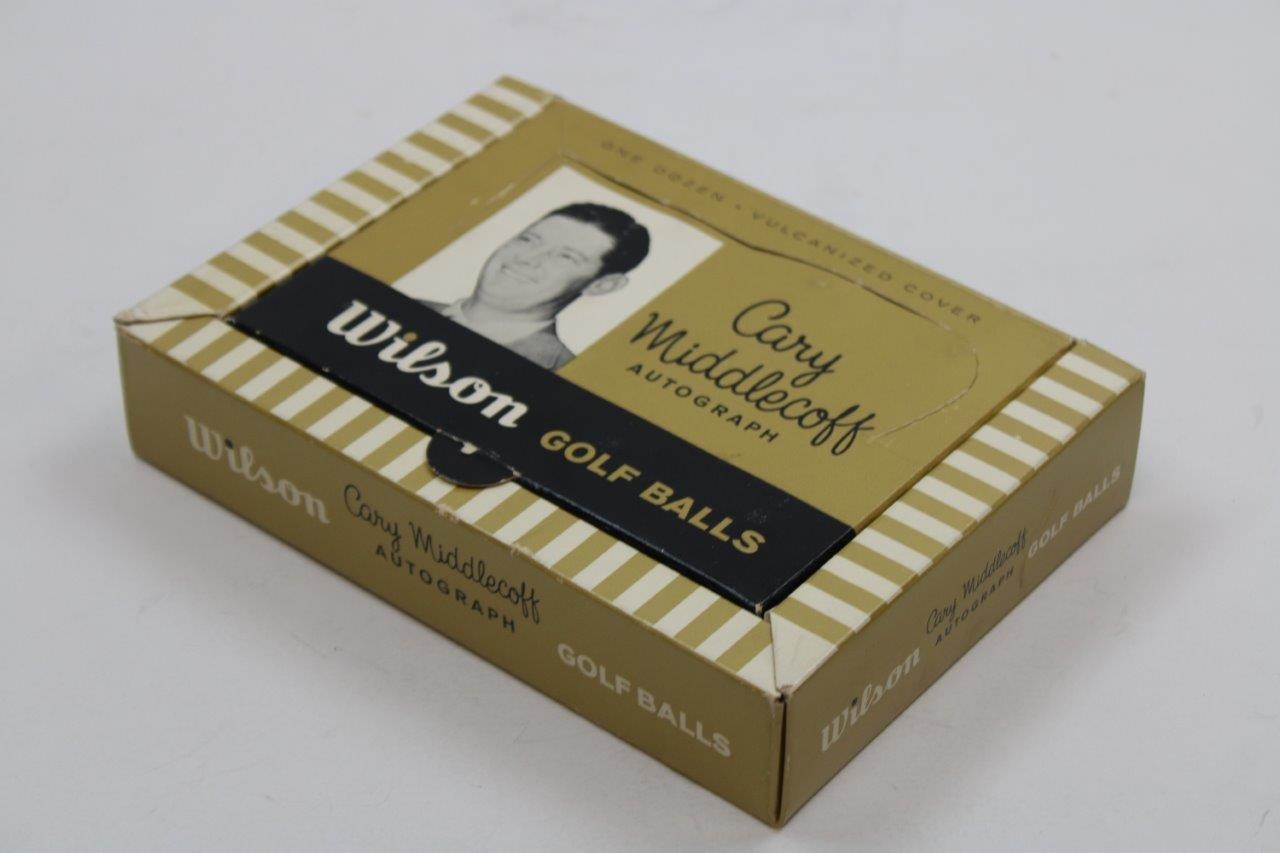 ONE DOZEN • VULCANIZED COVER
Cary
Middlecoff
AUTOGRAPH
Wilson GOLF BALLS
Wilson Cary Middlecoff AUTOGRAPH GOLF BALLS
Wilson Cary Middlecoff AUTOGRAPH GOLF BALLS